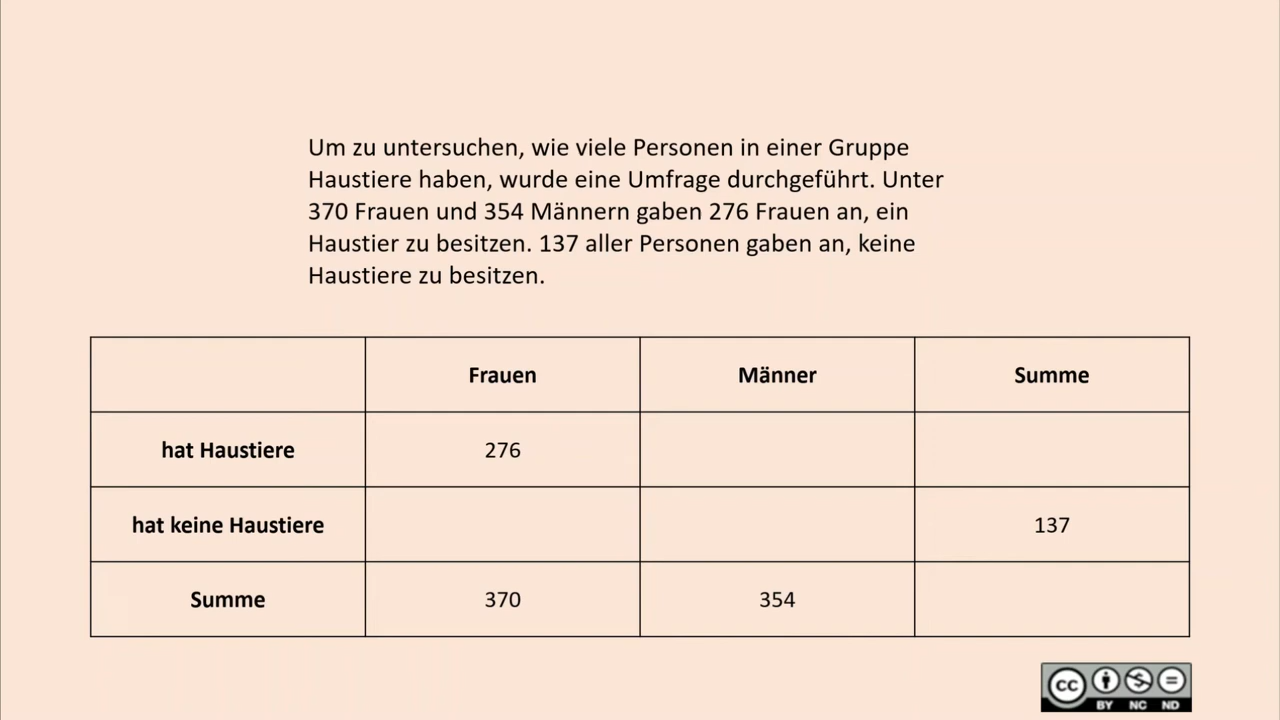 Um zu untersuchen, wie viele Personen in einer Gruppe
Haustiere haben, wurde eine Umfrage durchgeführt. Unter
370 Frauen und 354 Männern gaben 276 Frauen an, ein
Haustier zu besitzen. 137 aller Personen gaben an, keine
Haustiere zu besitzen.
Frauen Männer Summe
hat Haustiere 276
hat keine Haustiere 137
Summe 370 354
cc BY NC ND